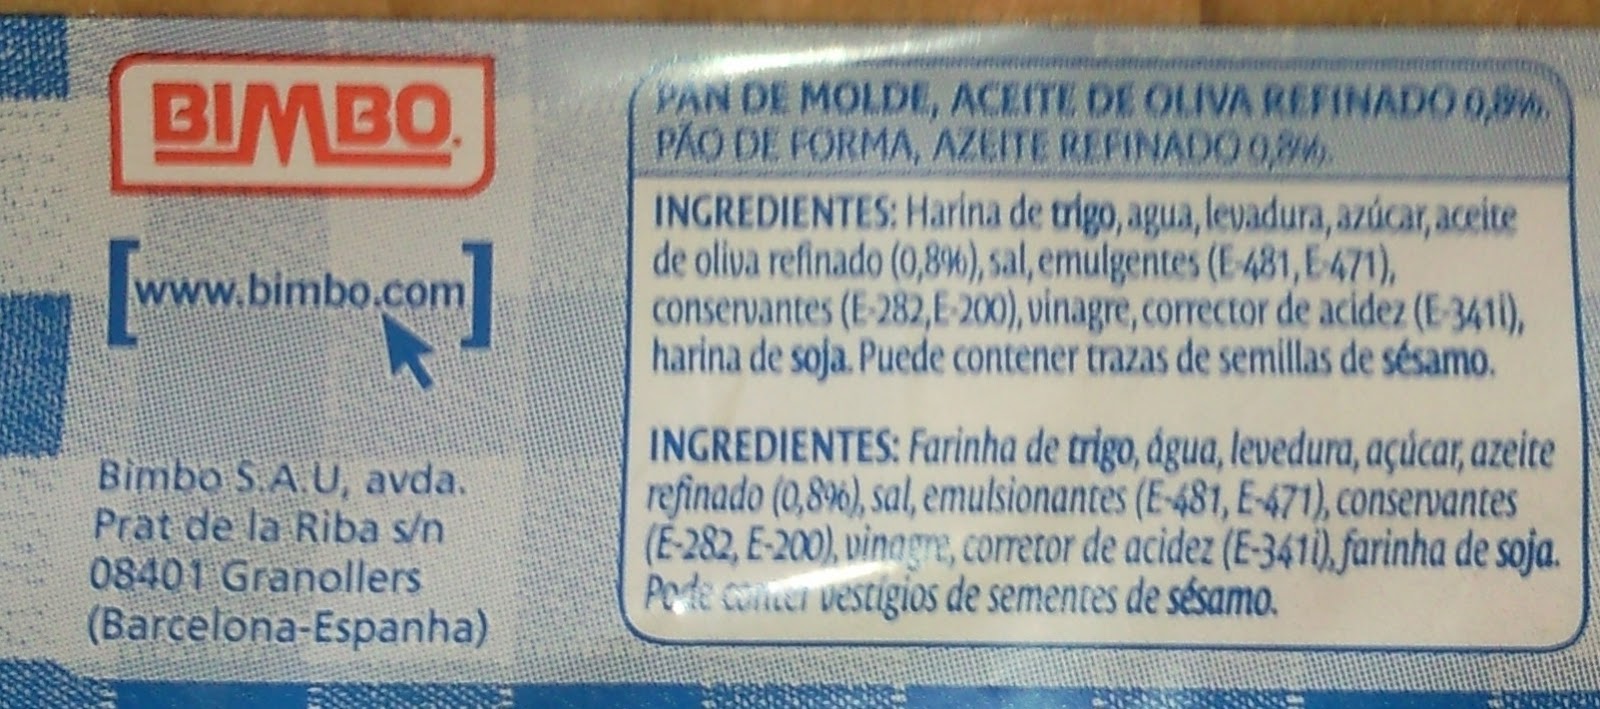 BIMBO
www.bimbo.com
Bimbo S.A.U, avda.
Prat de la Riba s/n
08401 Granollers
(Barcelona-Espanha)
PAN DE MOLDE, ACEITE DE OLIVA REFINADO 0,8%.
PÃO DE FORMA, AZEITE REFINADO 0,8%.
INGREDIENTES: Harina de trigo, agua, levadura, azúcar, aceite
de oliva refinado (0,8%), sal, emulgentes (E-481, E-471),
conservantes (E-282,E-200), vinagre, corrector de acidez (E-341i),
harina de soja. Puede contener trazas de semillas de sésamo.
INGREDIENTES: Farinha de trigo, água, levedura, açúcar, azeite
refinado (0,8%), sal, emulsionantes (E-481, E-471), conservantes
(E-282, E-200), vinagre, corretor de acidez (E-341i), farinha de soja.
Pode conter vestígios de sementes de sésamo.